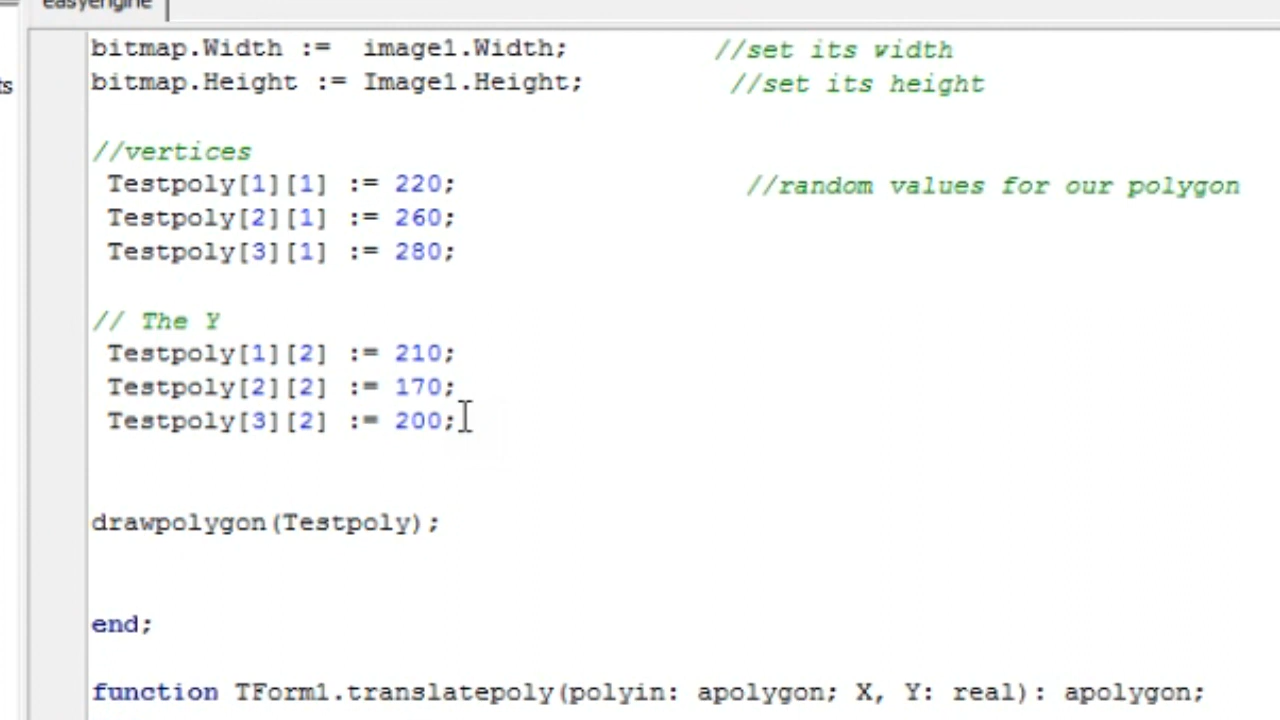 easyengine
ts
bitmap.Width :=  image1.Width;          //set its width
bitmap.Height := Image1.Height;          //set its height
//vertices
Testpoly[1][1] := 220;                   //random values for our polygon
Testpoly[2][1] := 260;
Testpoly[3][1] := 280;
// The Y
Testpoly[1][2] := 210;
Testpoly[2][2] := 170;
Testpoly[3][2] := 200;
drawpolygon(Testpoly);
end;
function TForm1.translatepoly(polyin: apolygon; X, Y: real): apolygon;